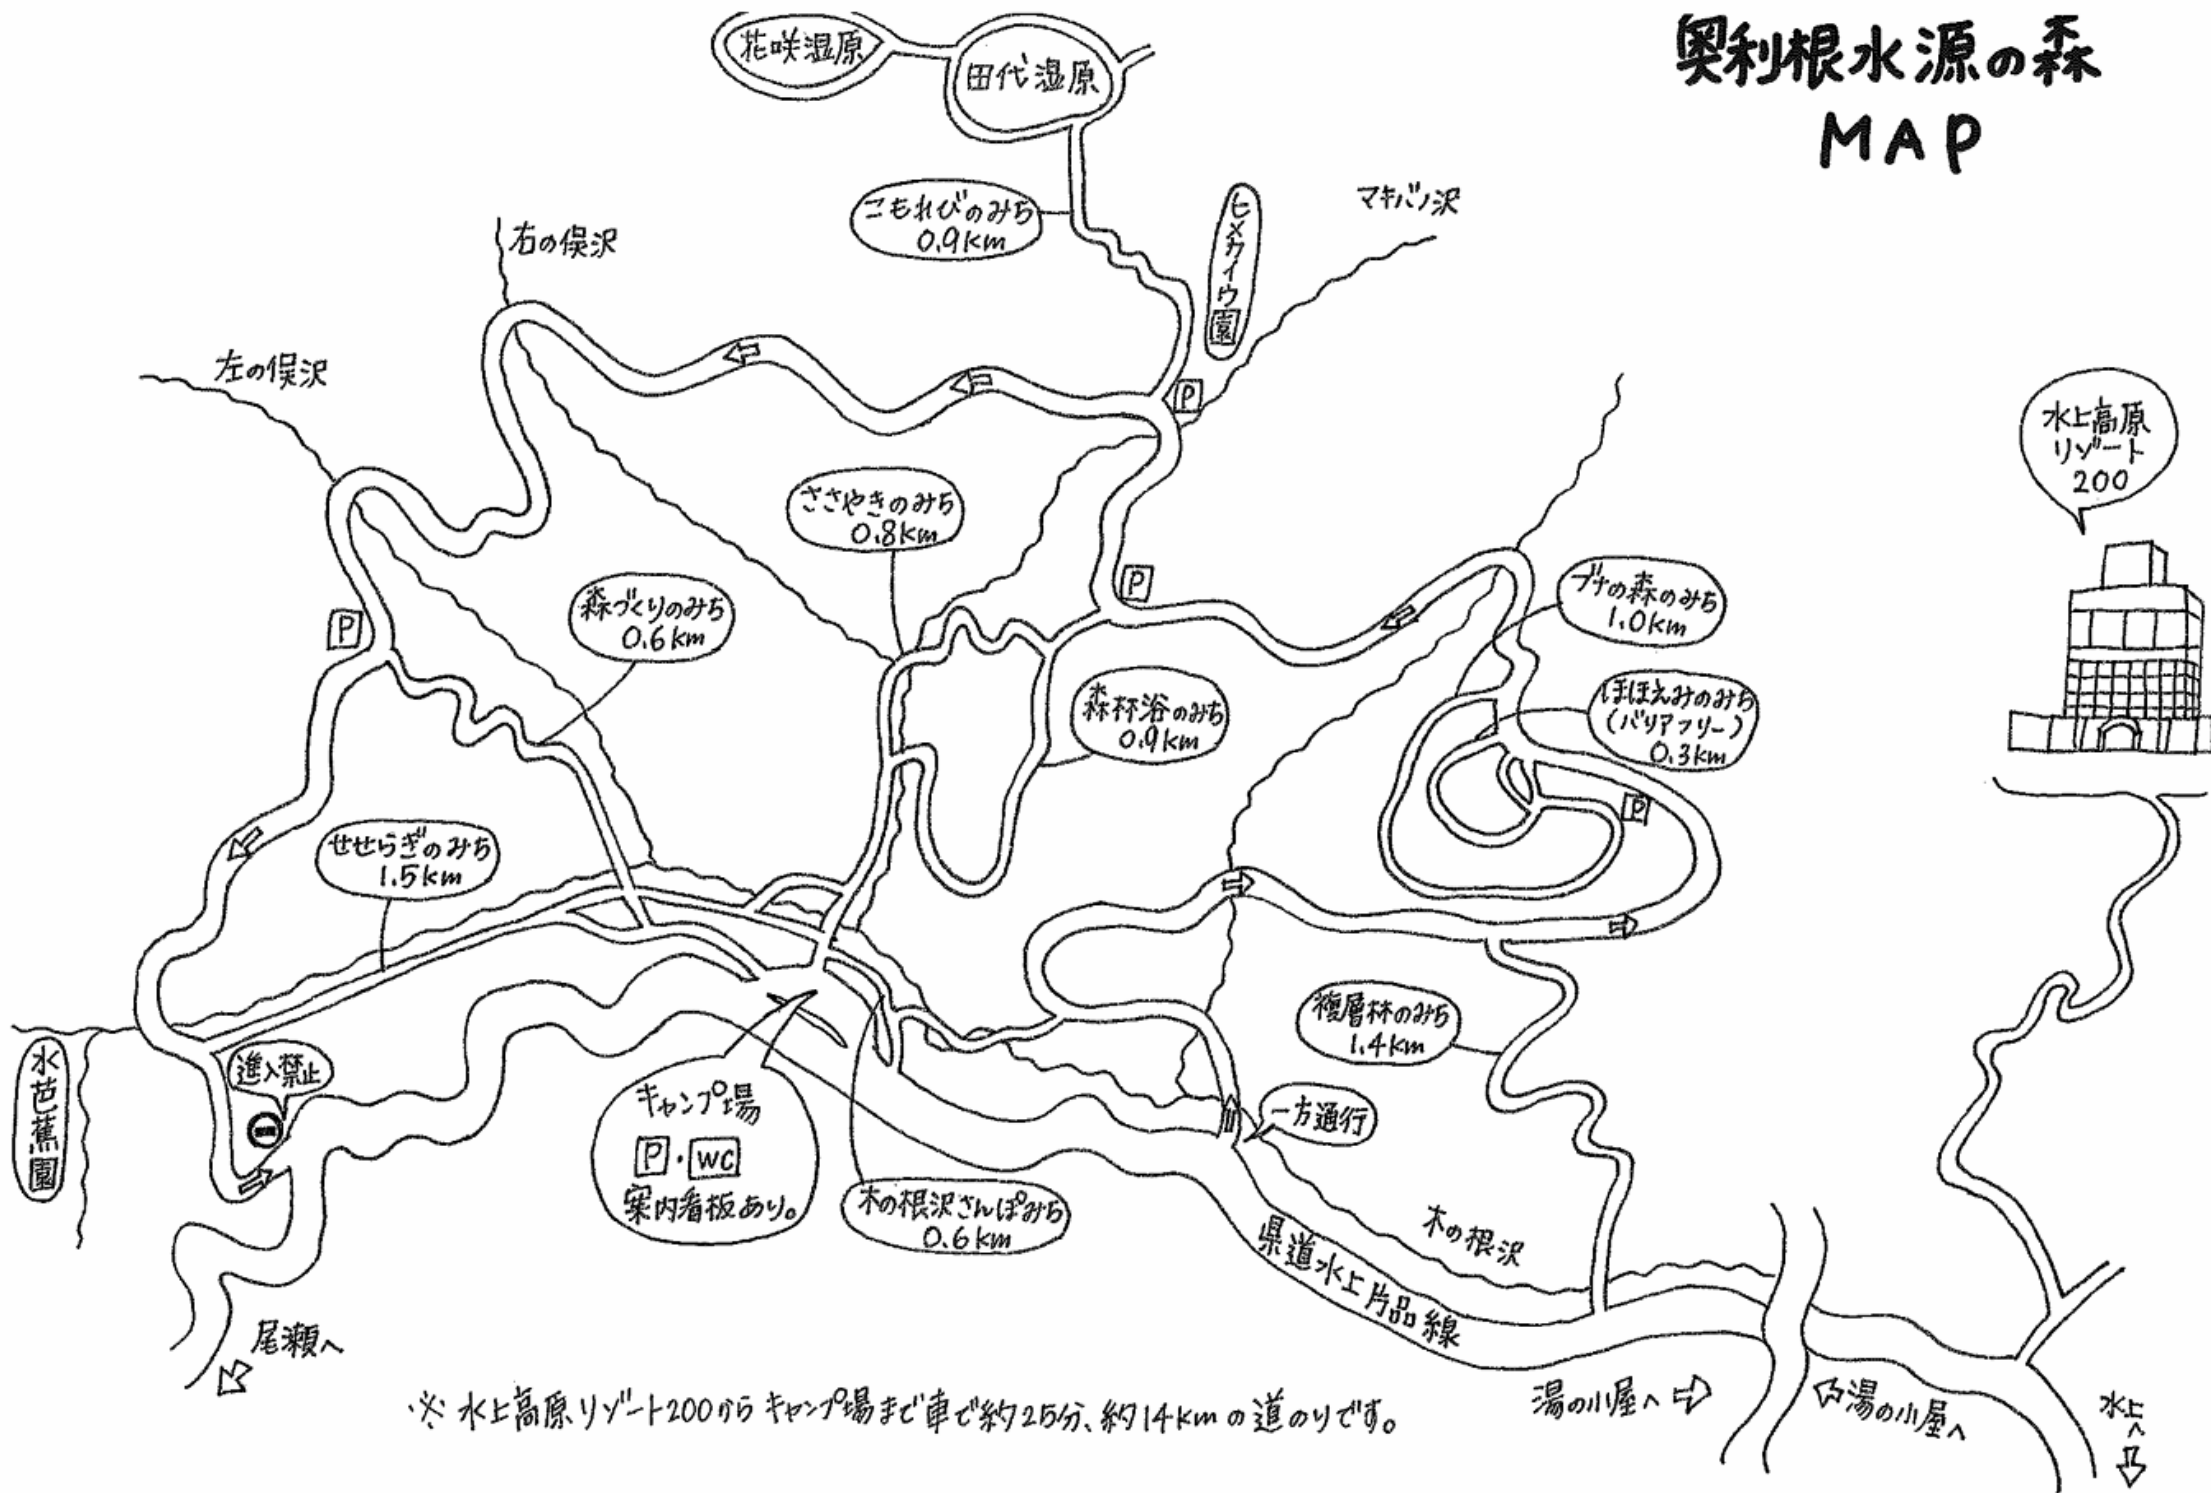 奥利根水源の森
MAP
花咲湿原
田代湿原
こもれびのみち
0.9km
ヒメカイウ園
マキバノ沢
右の俣沢
左の俣沢
水上高原
リゾート
200
ささやきのみち
0.8km
P
P
P
森づくりのみち
0.6km
ブナの森のみち
1.0km
ほほえみのみち
(バリアフリー)
0.3km
P
森林浴のみち
0.9km
せせらぎのみち
1.5km
複層林のみち
1.4km
水芭蕉園
進入禁止
キャンプ場
P・WC
案内看板あり。
木の根沢さんぽみち
0.6km
一方通行
木の根沢
県道水上片品線
尾瀬へ
湯の小屋へ
湯の小屋へ
水上へ
※水上高原リゾート200からキャンプ場まで車で約25分、約14kmの道のりです。